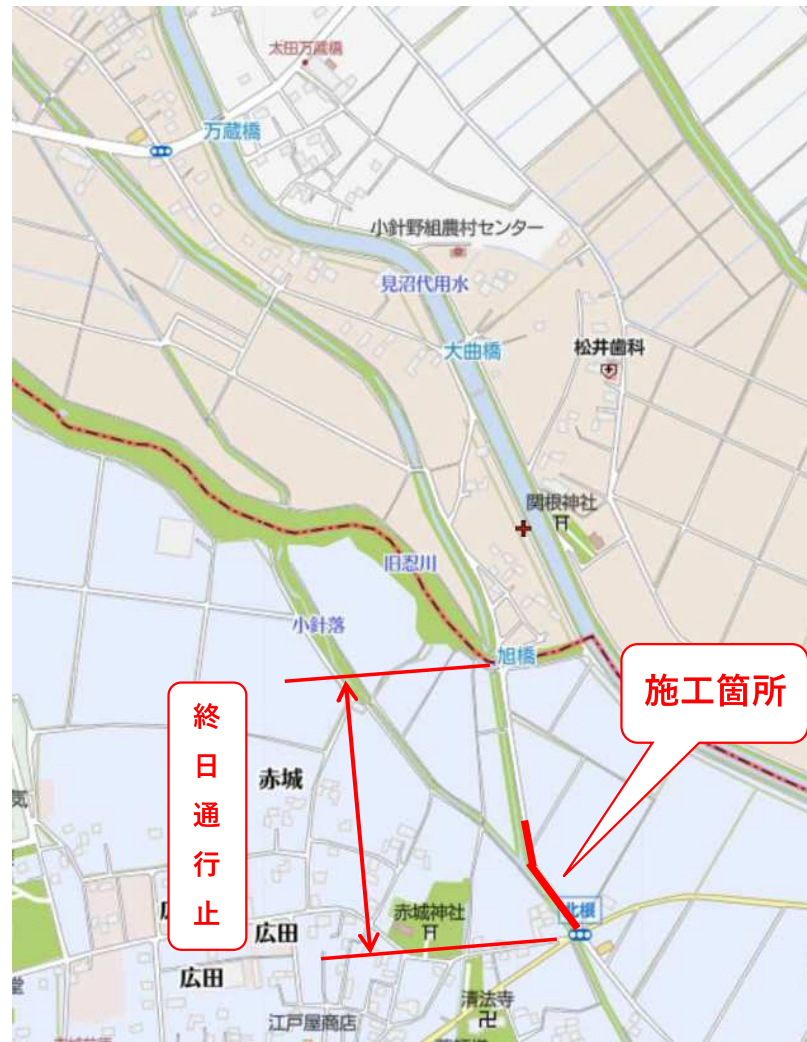 太田万蔵橋
万蔵橋
小針野組農村センター
見沼代用水
大曲橋
松井歯科
関根神社
旧忍川
小針落
旭橋
施工箇所
終日通行止
赤城
気
北根
赤城神社
広田
広田
堂
清法寺
江戸屋商店